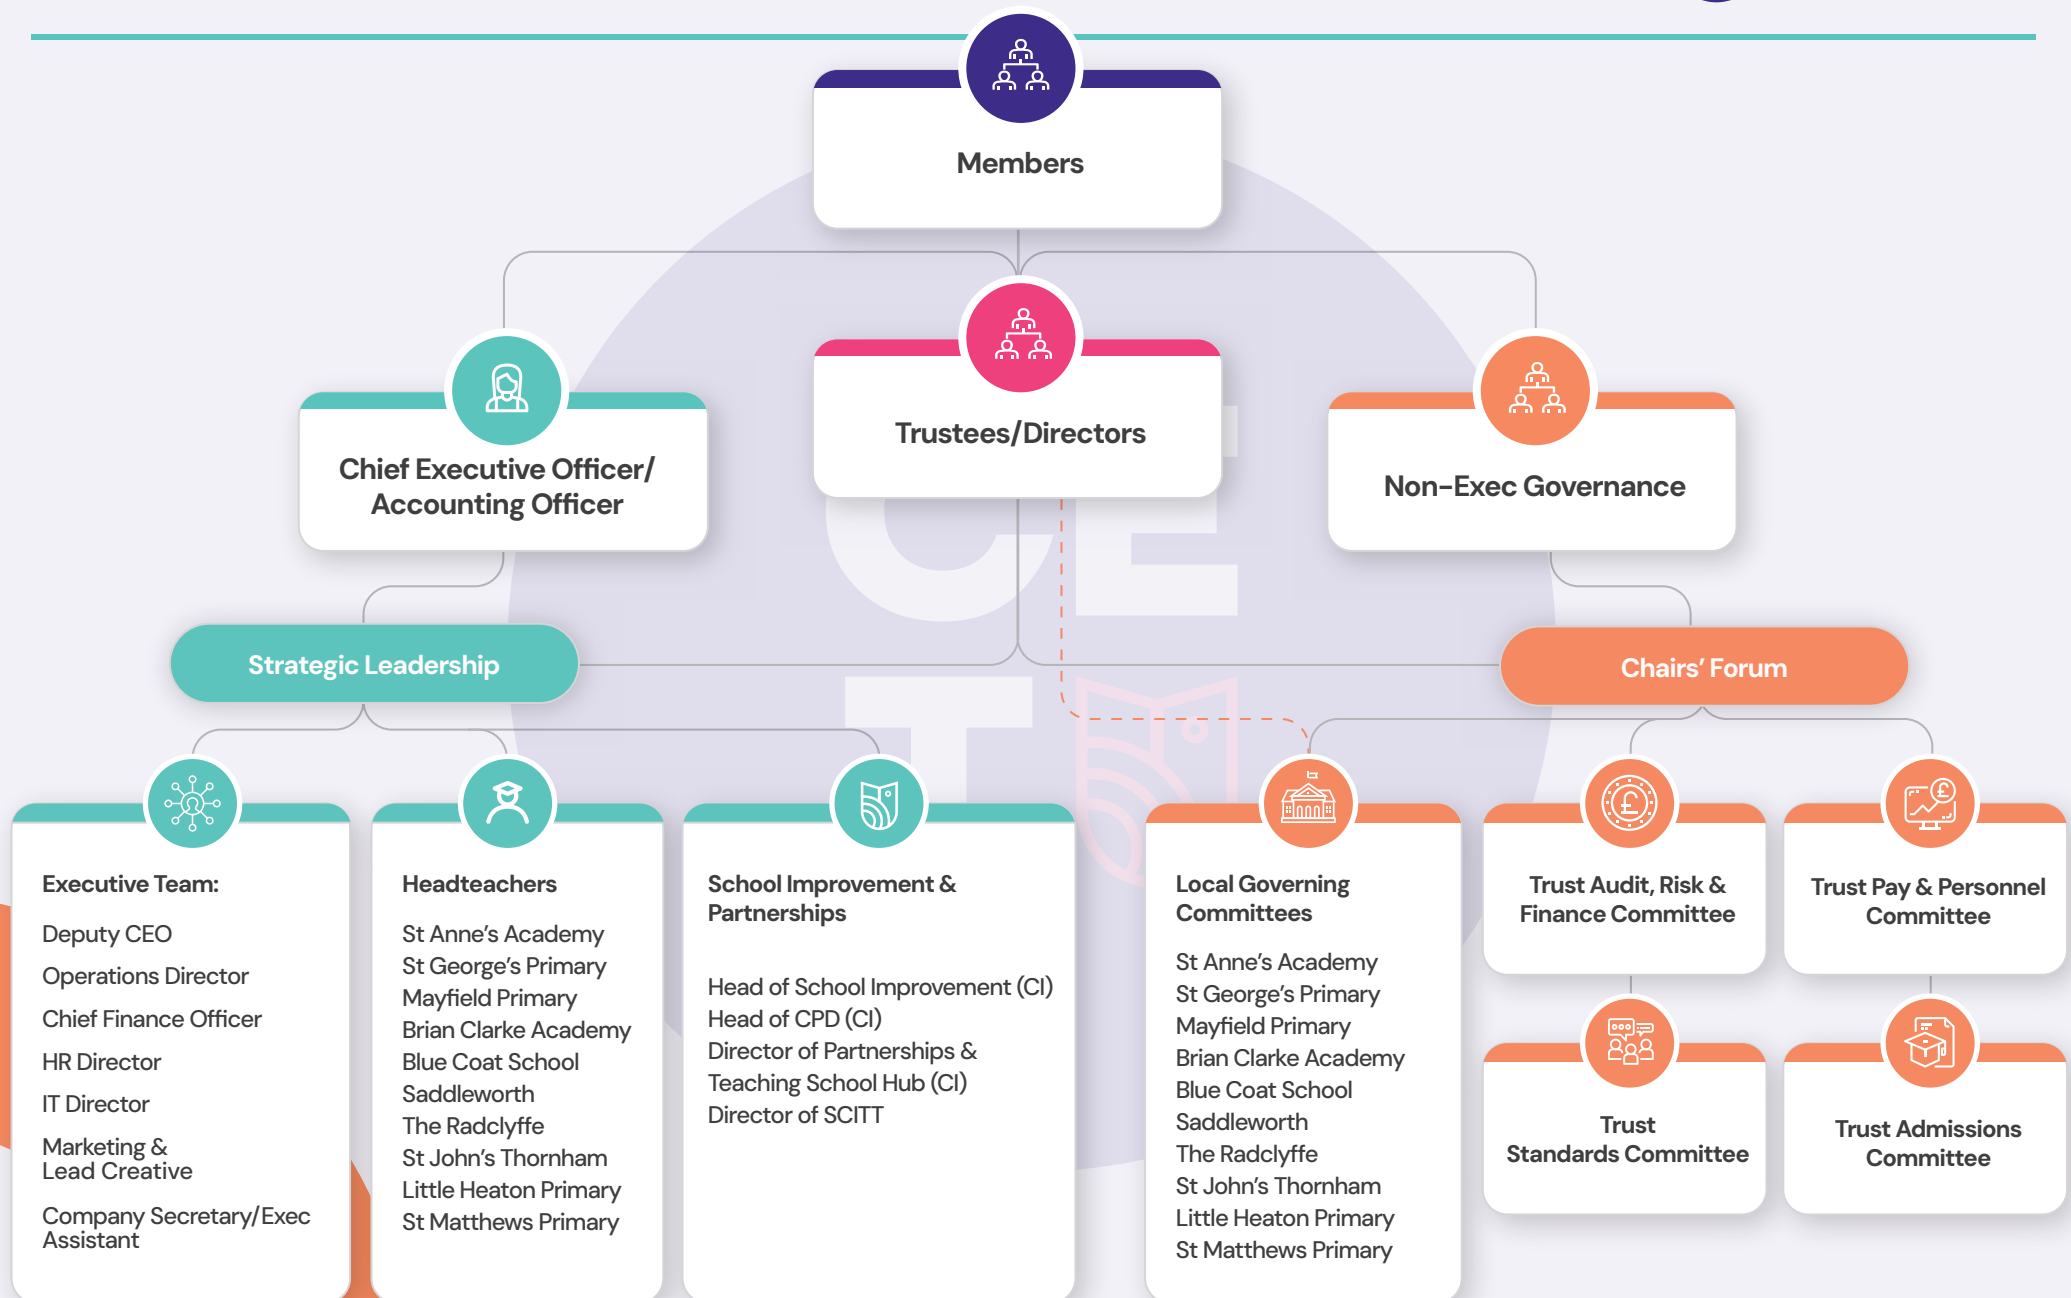 Members
Trustees/Directors
Chief Executive Officer/
Accounting Officer
Non-Exec Governance
CE
T
Strategic Leadership
Chairs' Forum
Executive Team:
Deputy CEO
Operations Director
Chief Finance Officer
HR Director
IT Director
Marketing &
Lead Creative
Company Secretary/Exec
Assistant
Headteachers
St Anne's Academy
St George's Primary
Mayfield Primary
Brian Clarke Academy
Blue Coat School
Saddleworth
The Radclyffe
St John's Thornham
Little Heaton Primary
St Matthews Primary
School Improvement &
Partnerships
Head of School Improvement (CI)
Head of CPD (CI)
Director of Partnerships &
Teaching School Hub (CI)
Director of SCITT
Local Governing
Committees
St Anne's Academy
St George's Primary
Mayfield Primary
Brian Clarke Academy
Blue Coat School
Saddleworth
The Radclyffe
St John's Thornham
Little Heaton Primary
St Matthews Primary
Trust Audit, Risk &
Finance Committee
Trust Pay & Personnel
Committee
Trust
Standards Committee
Trust Admissions
Committee